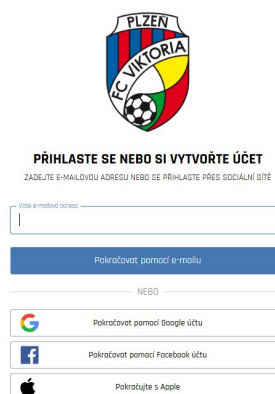 PLZEŇ
FC VIKTORIA
PŘIHLASTE SE NEBO SI VYTVOŘTE ÚČET
ZADEJTE E-MAILOVOU ADRESU NEBO SE PŘIHLASTE PŘES SOCIÁLNÍ SÍTĚ
Vaše e-mailová adresa
Pokračovat pomocí e-mailu
NEBO
Pokračovat pomocí Google účtu
Pokračovat pomocí Facebook účtu
Pokračujte s Apple